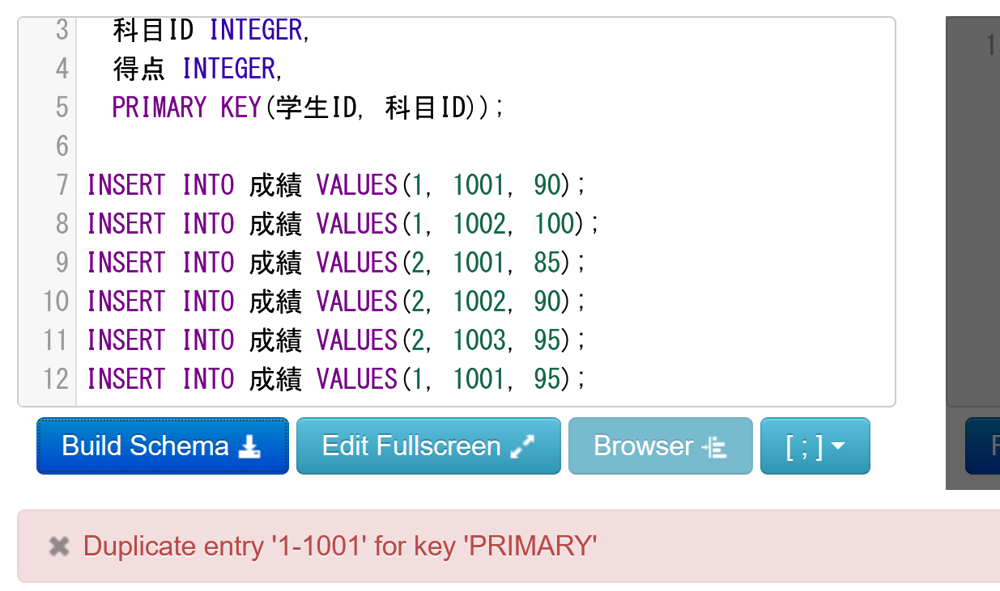 3 科目ID INTEGER,
1
4 得点 INTEGER,
5 PRIMARY KEY(学生ID, 科目ID));
6
7 INSERT INTO 成績 VALUES(1, 1001, 90);
8 INSERT INTO 成績 VALUES(1, 1002, 100);
9 INSERT INTO 成績 VALUES(2, 1001, 85);
10 INSERT INTO 成績 VALUES(2, 1002, 90);
11 INSERT INTO 成績 VALUES(2, 1003, 95);
12 INSERT INTO 成績 VALUES(1, 1001, 95);
Build Schema Edit Fullscreen Browser [ ; ]
Duplicate entry '1-1001' for key 'PRIMARY'